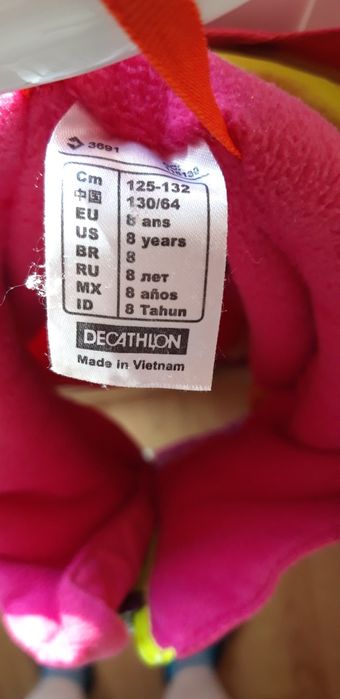 3691
Cm 125-132
中国 130/64
EU 8 ans
US 8 years
BR 8
RU 8 лет
MX 8 años
ID 8 Tahun
DECATHLON
Made in Vietnam